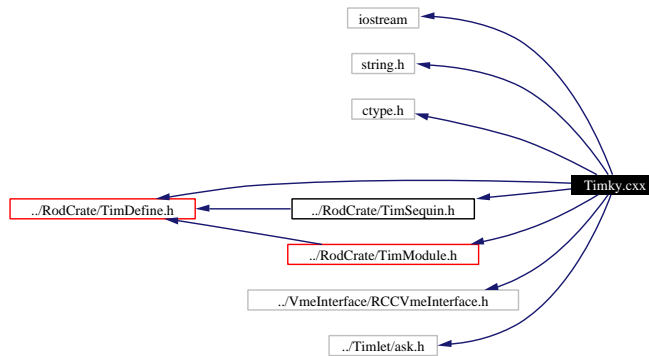 iostream
string.h
ctype.h
Timky.cxx
../RodCrate/TimDefine.h
../RodCrate/TimSequin.h
../RodCrate/TimModule.h
../VmeInterface/RCCVmeInterface.h
../Timlet/ask.h